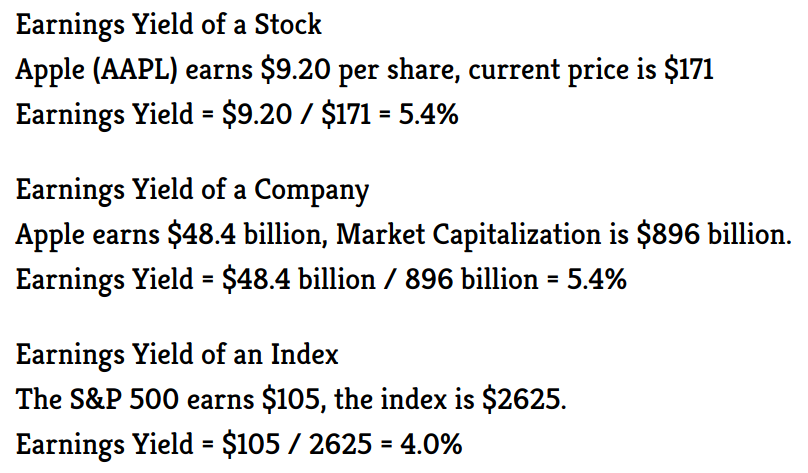 Earnings Yield of a Stock
Apple (AAPL) earns $9.20 per share, current price is $171
Earnings Yield = $9.20 / $171 = 5.4%
Earnings Yield of a Company
Apple earns $48.4 billion, Market Capitalization is $896 billion.
Earnings Yield = $48.4 billion / 896 billion = 5.4%
Earnings Yield of an Index
The S&P 500 earns $105, the index is $2625.
Earnings Yield = $105 / 2625 = 4.0%